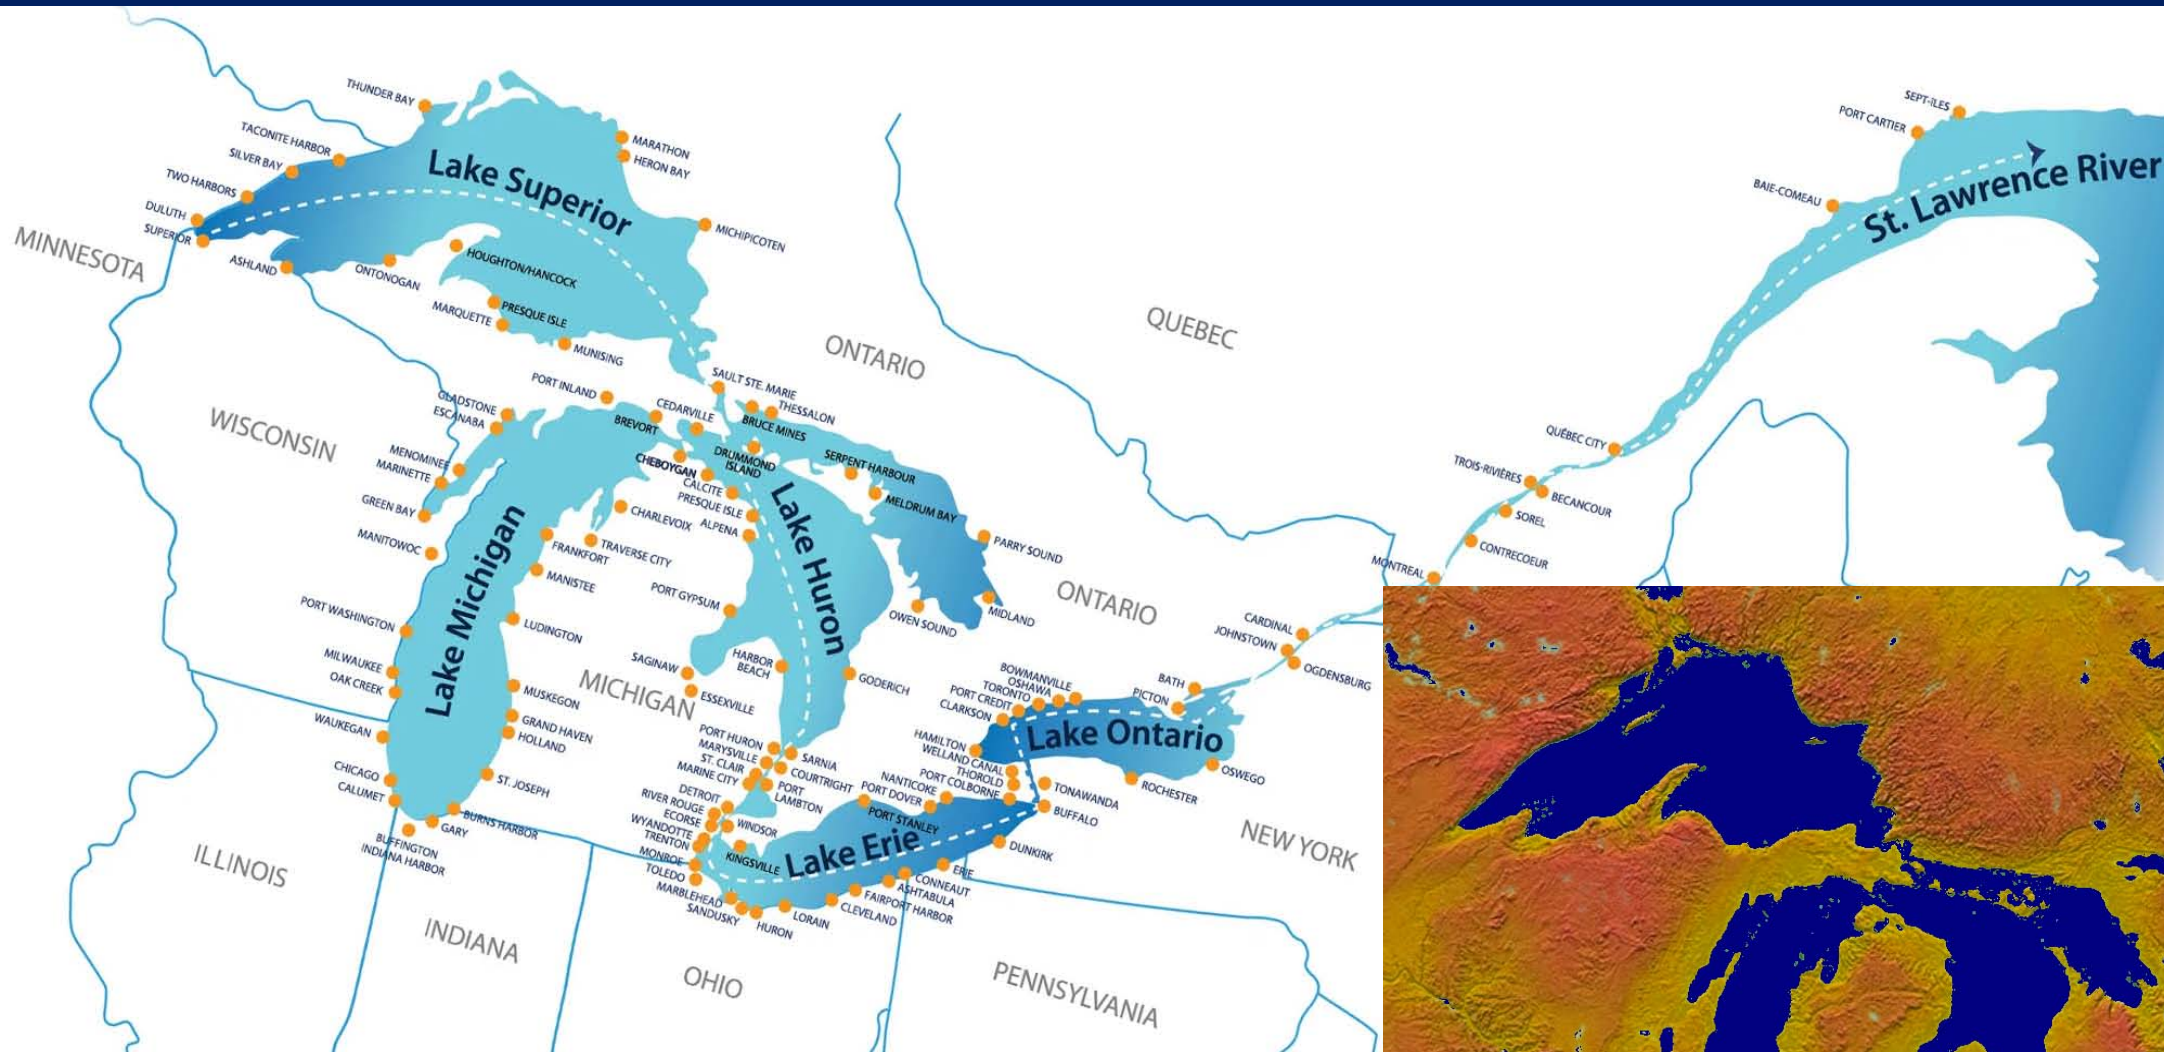 THUNDER BAY
TACONITE HARBOR
SILVER BAY
TWO HARBORS
DULUTH
SUPERIOR
MINNESOTA
ASHLAND
ONTONOGAN
HOUGHTON/HANCOCK
PRESQUE ISLE
MARQUETTE
MUNISING
Lake Superior
MARATHON
HERON BAY
MICHIPICOTEN
ONTARIO
QUEBEC
SEPT-ÎLES
PORT CARTIER
BAIE-COMEAU
St. Lawrence River
QUÉBEC CITY
TROIS-RIVIÈRES
BECANCOUR
SOREL
CONTRECOEUR
MONTREAL
WISCONSIN
PORT INLAND
GLADSTONE
ESCANABA
MENOMINEE
MARINETTE
GREEN BAY
MANITOWOC
PORT WASHINGTON
MILWAUKEE
OAK CREEK
WAUKEGAN
CHICAGO
CALUMET
BUFFINGTON
INDIANA HARBOR
GARY
BURNS HARBOR
ST. JOSEPH
HOLLAND
GRAND HAVEN
MUSKEGON
LUDINGTON
MANISTEE
FRANKFORT
TRAVERSE CITY
CHARLEVOIX
Lake Michigan
BREVORT
CEDARVILLE
SAULT STE. MARIE
THESSALON
BRUCE MINES
DRUMMOND
ISLAND
SERPENT HARBOUR
MELDRUM BAY
CHEBOYGAN
CALCITE
PRESQUE ISLE
ALPENA
Lake Huron
PARRY SOUND
MIDLAND
OWEN SOUND
ONTARIO
PORT GYPSUM
HARBOR
BEACH
SAGINAW
ESSEXVILLE
MICHIGAN
GODERICH
PORT HURON
MARYSVILLE
ST. CLAIR
MARINE CITY
SARNIA
COURTRIGHT
PORT
LAMBTON
DETROIT
RIVER ROUGE
ECORSE
WYANDOTTE
TRENTON
MONROE
TOLEDO
MARBLEHEAD
SANDUSKY
HURON
LORAIN
CLEVELAND
FAIRPORT HARBOR
ASHTABULA
CONNEAUT
ERIE
DUNKIRK
BUFFALO
TONAWANDA
WINDSOR
KINGSVILLE
Lake Erie
PORT STANLEY
PORT DOVER
NANTICOKE
PORT COLBORNE
THOROLD
WELLAND CANAL
HAMILTON
CLARKSON
PORT CREDIT
TORONTO
OSHAWA
BOWMANVILLE
Lake Ontario
PICTON
BATH
CARDINAL
JOHNSTOWN
OGDENSBURG
OSWEGO
ROCHESTER
NEW YORK
ILLINOIS
INDIANA
OHIO
PENNSYLVANIA